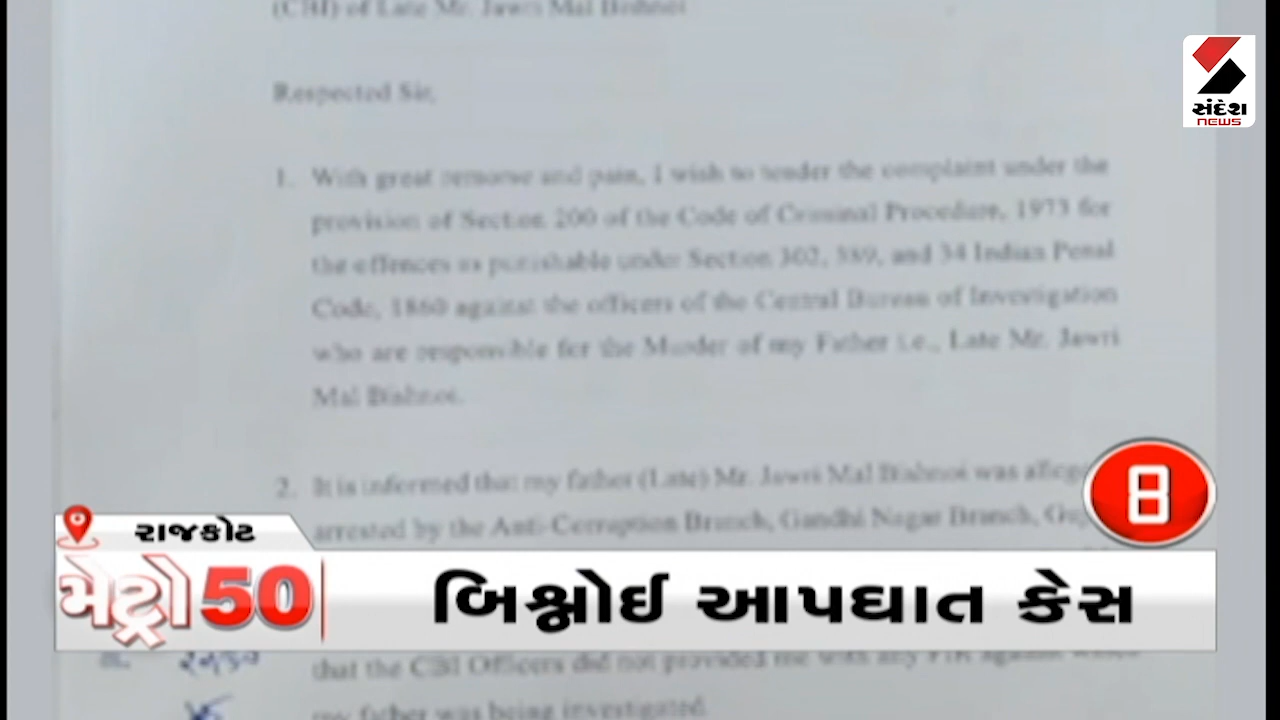 (CBI) of Late Mr. Jawri Mal Bishnoi
સંદેશ
NEWS
Respected Sir,
1. With great remorse and pain, I wish to tender the complaint under the
provision of Section 200 of the Code of Criminal Procedure, 1973 for
the offences as punishable under Section 302, 389, and 34 Indian Penal
Code, 1860 against the officers of the Central Bureau of Investigation
who are responsible for the Murder of my Father i.e., Late Mr. Jawri
Mal Bishnoi.
2. It is informed that my father (Late) Mr. Jawri Mal Bishnoi was
8
arrested by the Anti-Corruption Branch, Gandhi Nagar Branch,
રાજકોટ
મેટ્રો 50
બિશ્નોઈ આપઘાત કેસ
that the CBI Officers did not provided me with any FIR against which
my father was being investigated.